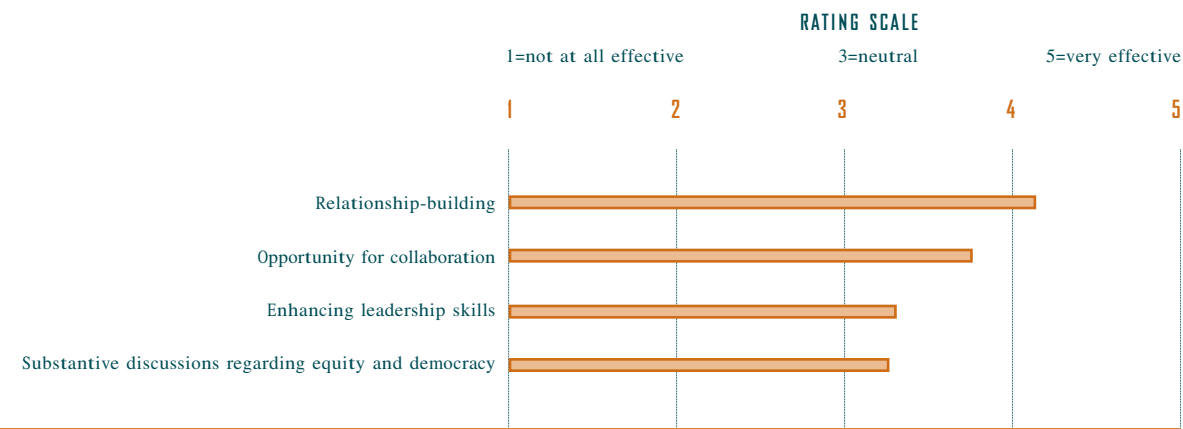 RATING SCALE
1=not at all effective 3=neutral 5=very effective
1 2 3 4 5
Relationship-building
Opportunity for collaboration
Enhancing leadership skills
Substantive discussions regarding equity and democracy